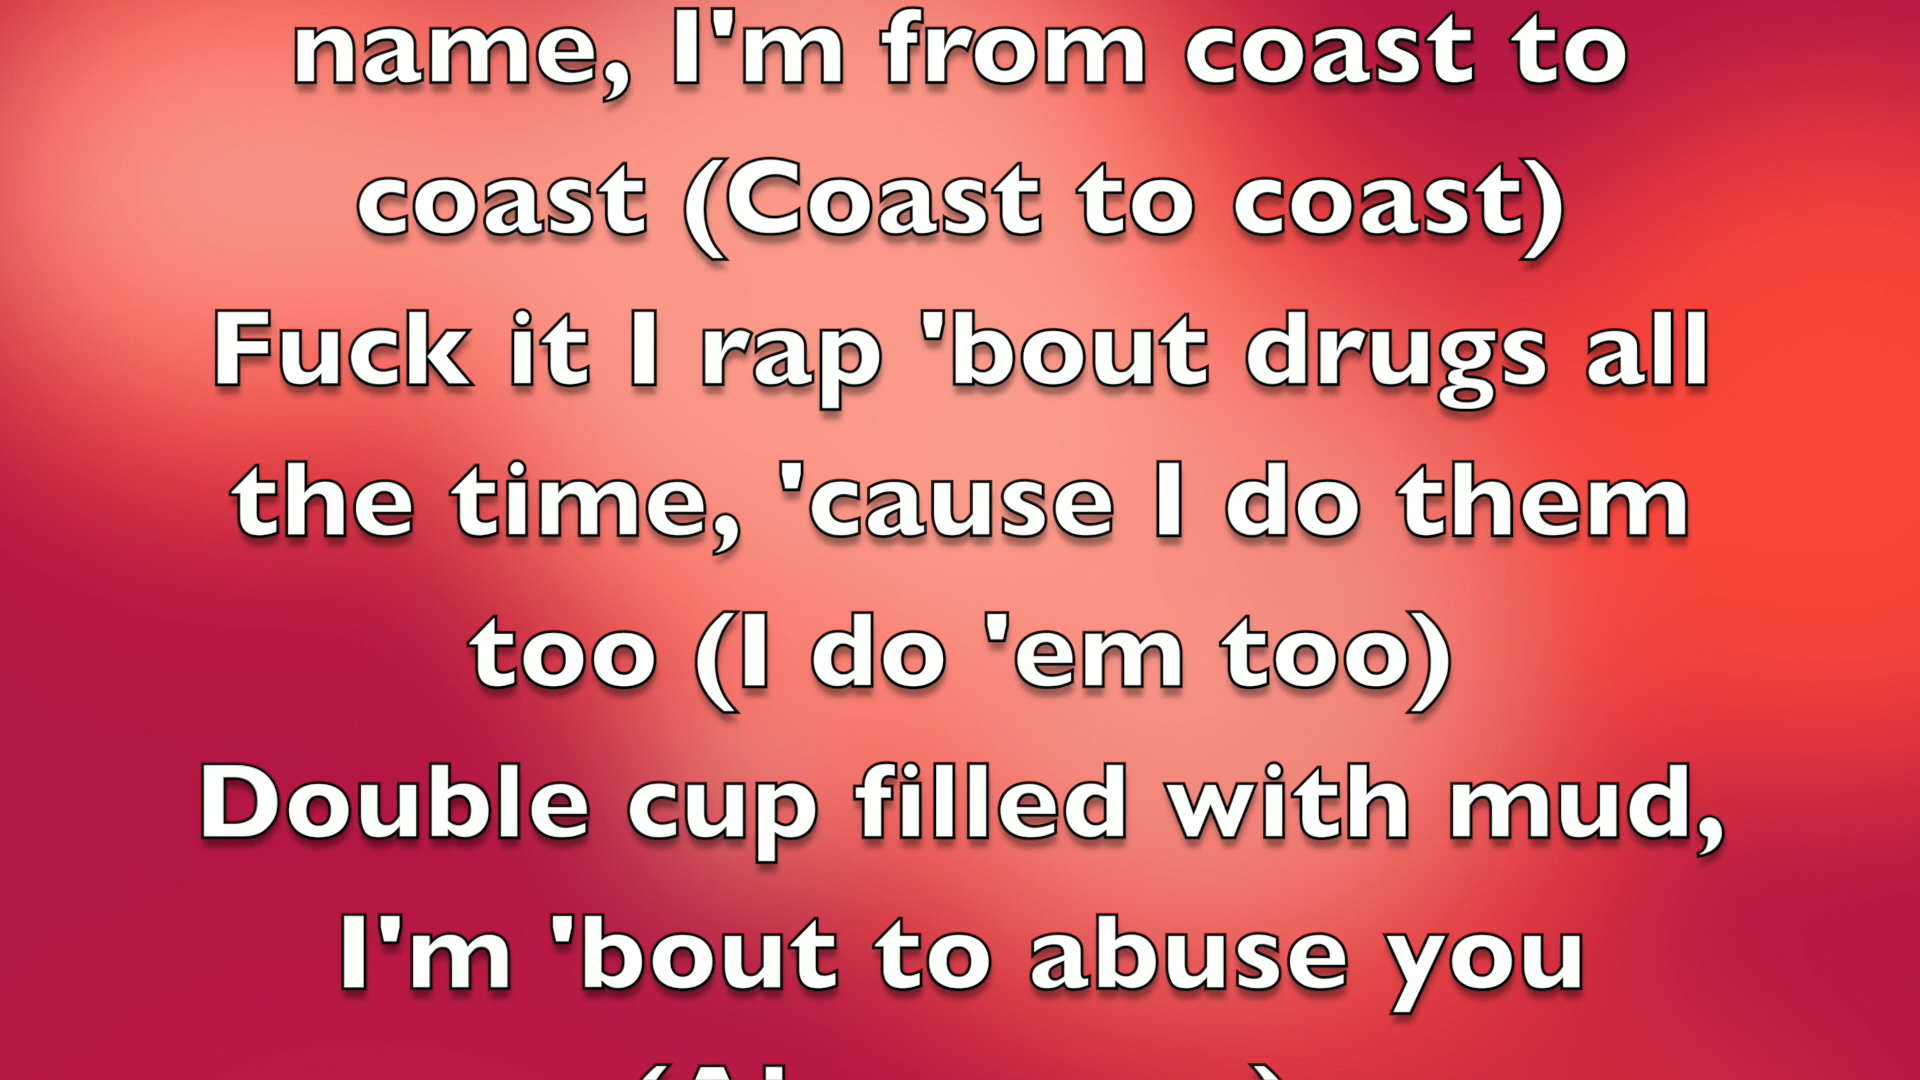 name, I'm from coast to
coast (Coast to coast)
Fuck it I rap 'bout drugs all
the time, 'cause I do them
too (I do 'em too)
Double cup filled with mud,
I'm 'bout to abuse you